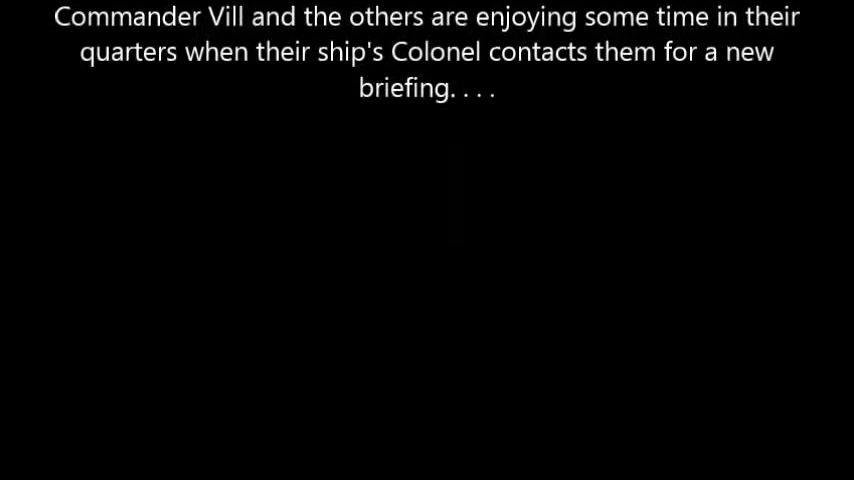 Commander Vill and the others are enjoying some time in their
quarters when their ship's Colonel contacts them for a new
briefing. . . .